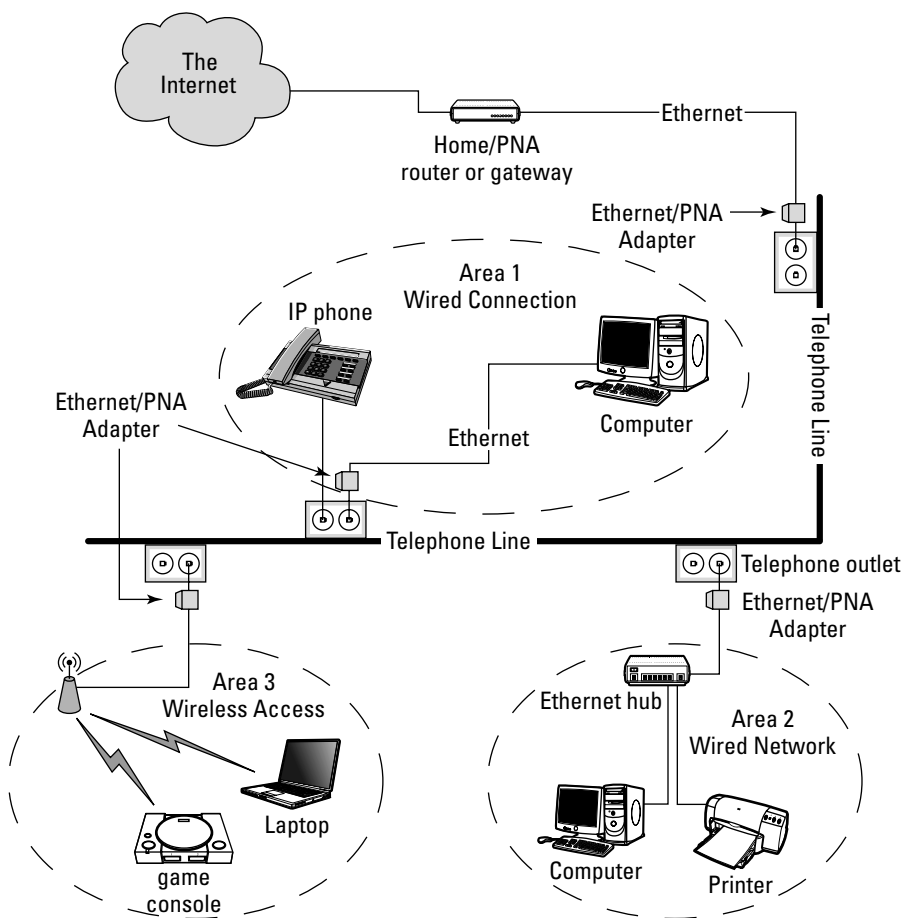 The
Internet
Ethernet
Home/PNA
router or gateway
Ethernet/PNA
Adapter
Area 1
Wired Connection
IP phone
Telephone Line
Ethernet/PNA
Adapter
Computer
Ethernet
Telephone Line
Telephone outlet
Ethernet/PNA
Adapter
Area 3
Wireless Access
Ethernet hub
Area 2
Wired Network
Laptop
game
console
Computer
Printer